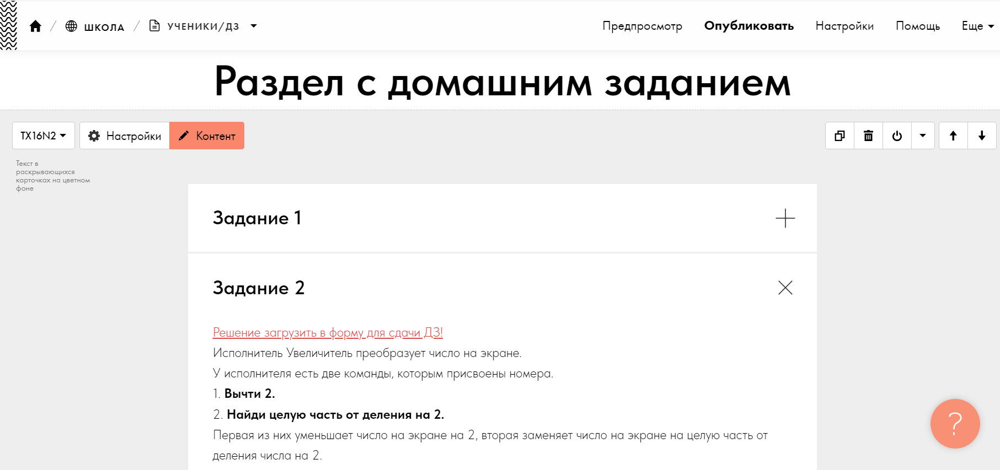 ШКОЛА / УЧЕНИКИ/ДЗ
Предпросмотр Опубликовать Настройки Помощь Еще
Раздел с домашним заданием
TX16N2 Настройки Контент
Текст в
раскрывающихся
карточках на цветном
фоне
Задание 1
Задание 2
Решение загрузить в форму для сдачи ДЗ!
Исполнитель Увеличитель преобразует число на экране.
У исполнителя есть две команды, которым присвоены номера.
1. Вычти 2.
2. Найди целую часть от деления на 2.
Первая из них уменьшает число на экране на 2, вторая заменяет число на экране на целую часть от
деления числа на 2.
?